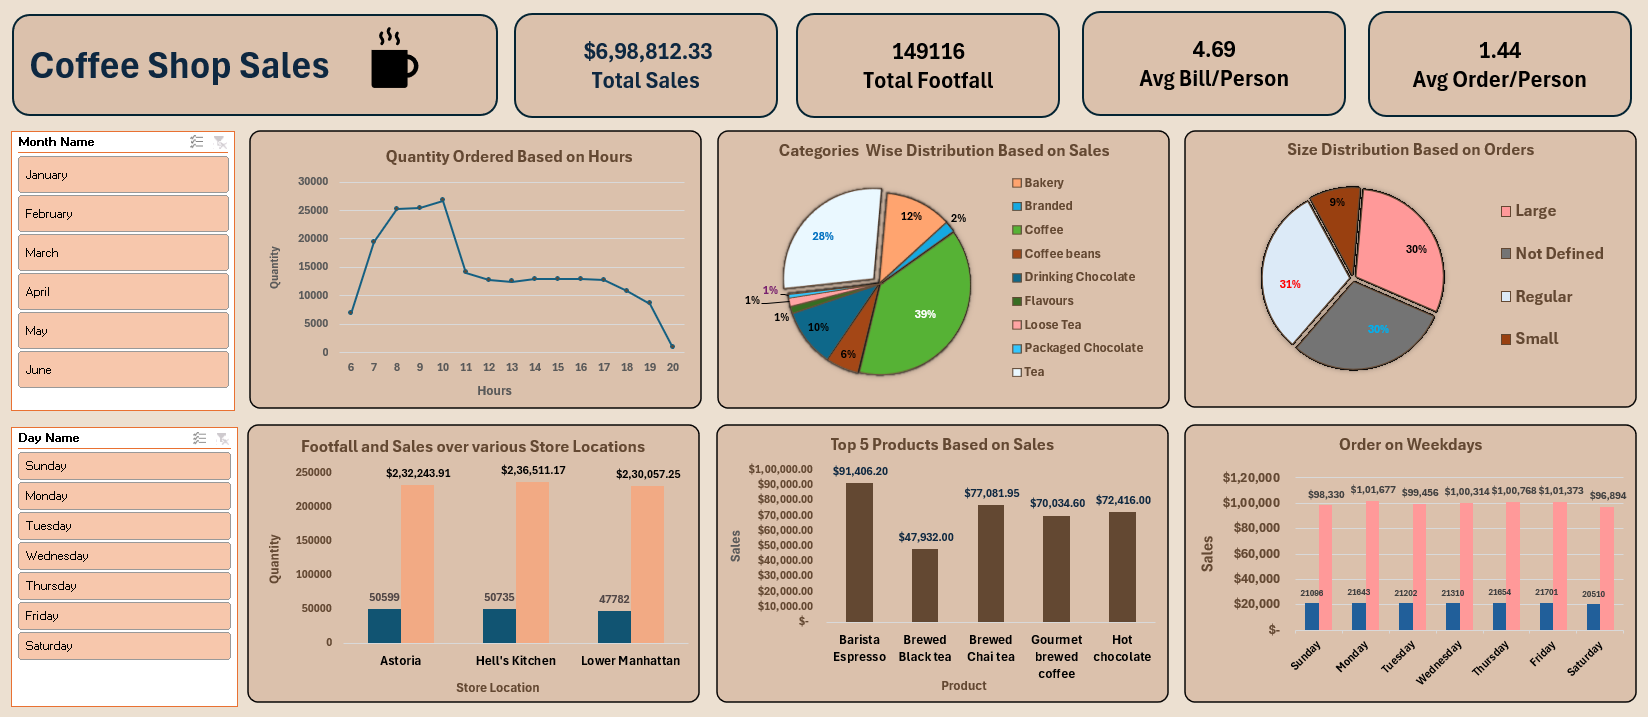 Coffee Shop Sales
$6,98,812.33
Total Sales
149116
Total Footfall
4.69
Avg Bill/Person
1.44
Avg Order/Person
Month Name
January
February
March
April
May
June
Quantity Ordered Based on Hours
Quantity
30000
25000
20000
15000
10000
5000
0
6 7 8 9 10 11 12 13 14 15 16 17 18 19 20
Hours
Categories Wise Distribution Based on Sales
12%
2%
28%
39%
1%
1%
1%
10%
6%
Bakery
Branded
Coffee
Coffee beans
Drinking Chocolate
Flavours
Loose Tea
Packaged Chocolate
Tea
Size Distribution Based on Orders
9%
30%
31%
30%
Large
Not Defined
Regular
Small
Day Name
Sunday
Monday
Tuesday
Wednesday
Thursday
Friday
Saturday
Footfall and Sales over various Store Locations
Quantity
250000
200000
150000
100000
50000
0
$2,32,243.91 $2,36,511.17 $2,30,057.25
50599 50735 47782
Astoria Hell's Kitchen Lower Manhattan
Store Location
Top 5 Products Based on Sales
Sales
$1,00,000.00
$90,000.00
$80,000.00
$70,000.00
$60,000.00
$50,000.00
$40,000.00
$30,000.00
$20,000.00
$10,000.00
$-
$91,406.20
$47,932.00
$77,081.95
$70,034.60
$72,416.00
Barista
Espresso
Brewed
Black tea
Brewed
Chai tea
Gourmet
brewed
coffee
Hot
chocolate
Product
Order on Weekdays
Sales
$1,20,000
$1,00,000
$80,000
$60,000
$40,000
$20,000
$-
$98,330 $1,01,677 $99,456 $1,00,314 $1,00,768 $1,01,373 $96,894
21096 21643 21202 21310 21654 21701 20510
Sunday
Monday
Tuesday
Wednesday
Thursday
Friday
Saturday